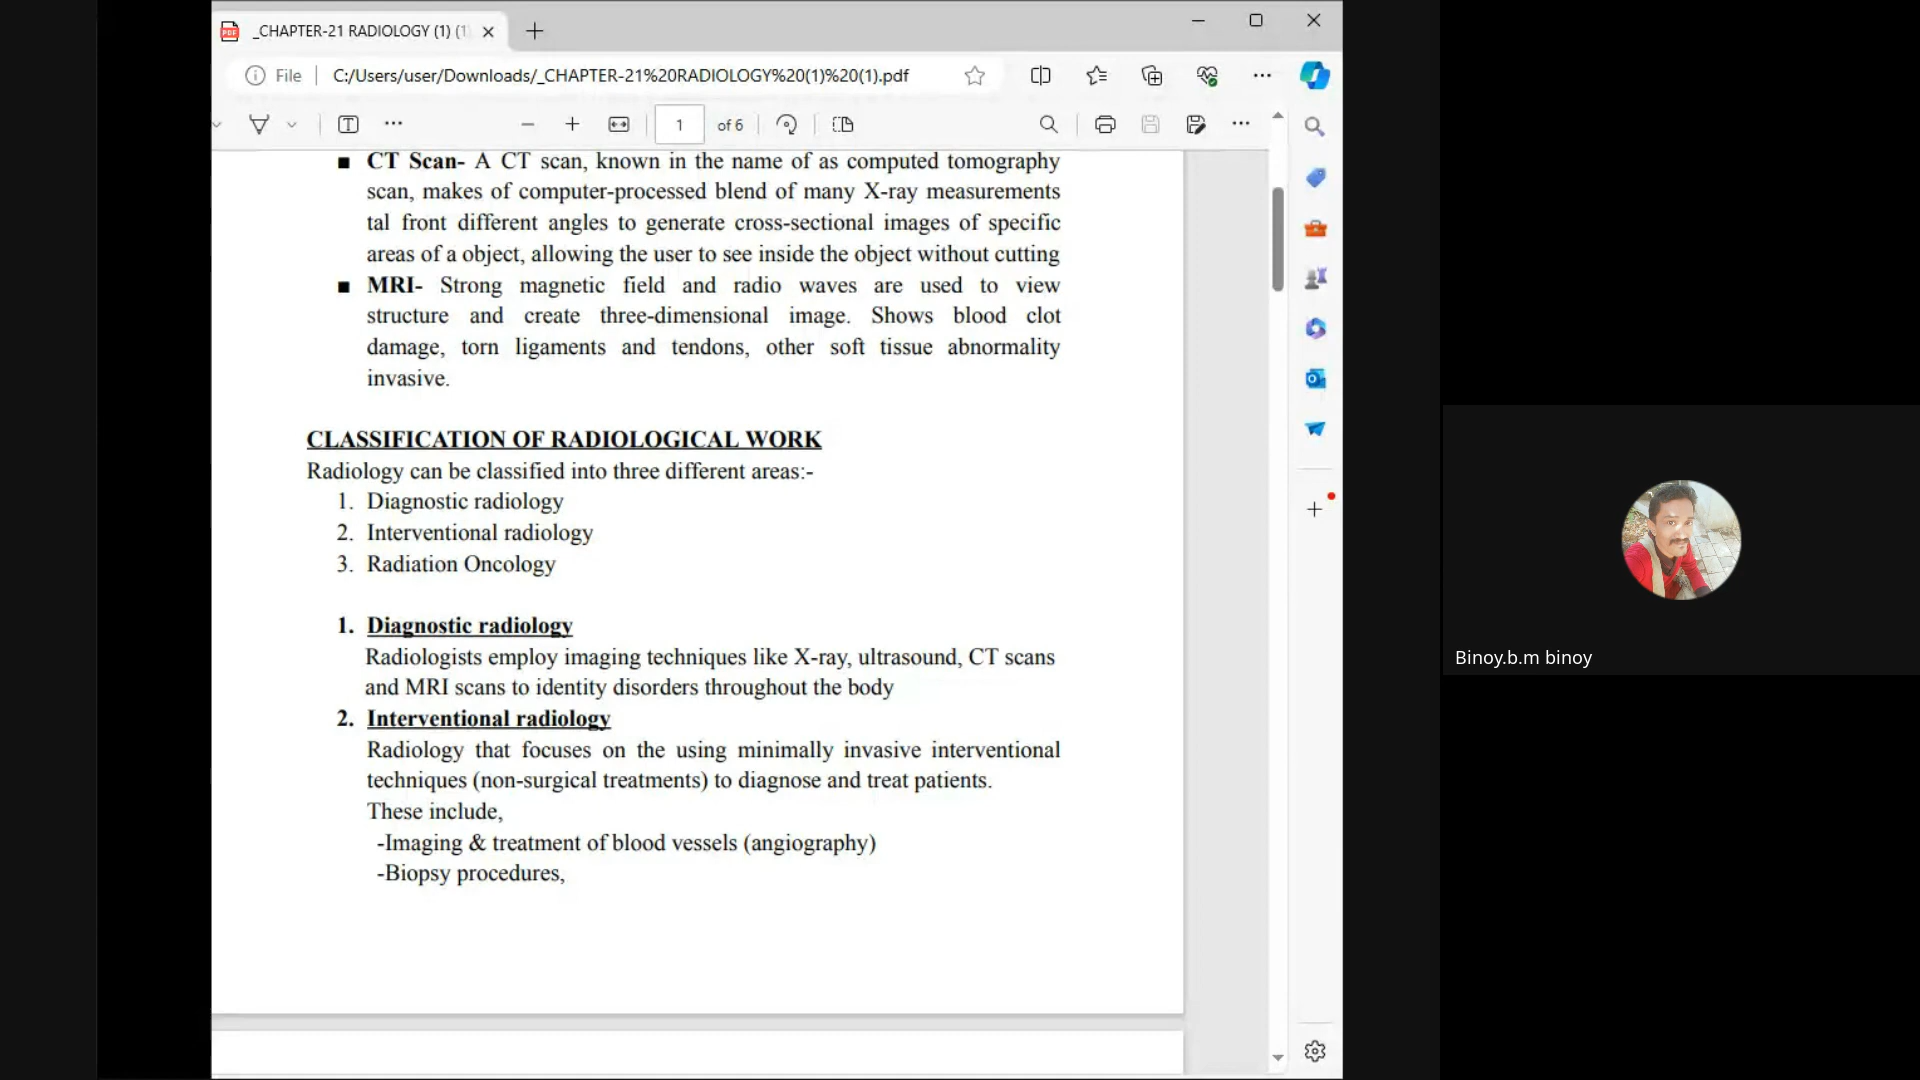 _CHAPTER-21 RADIOLOGY (1) (1
File
C:/Users/user/Downloads/_CHAPTER-21%20RADIOLOGY%20(1)%20(1).pdf
1 of 6
■ CT Scan- A CT scan, known in the name of as computed tomography
scan, makes of computer-processed blend of many X-ray measurements
tal front different angles to generate cross-sectional images of specific
areas of a object, allowing the user to see inside the object without cutting
■ MRI- Strong magnetic field and radio waves are used to view
structure and create three-dimensional image. Shows blood clot
damage, torn ligaments and tendons, other soft tissue abnormality
invasive.
CLASSIFICATION OF RADIOLOGICAL WORK
Radiology can be classified into three different areas:-
1. Diagnostic radiology
2. Interventional radiology
3. Radiation Oncology
1. Diagnostic radiology
Radiologists employ imaging techniques like X-ray, ultrasound, CT scans
and MRI scans to identity disorders throughout the body
2. Interventional radiology
Radiology that focuses on the using minimally invasive interventional
techniques (non-surgical treatments) to diagnose and treat patients.
These include,
-Imaging & treatment of blood vessels (angiography)
-Biopsy procedures,
Binoy.b.m binoy